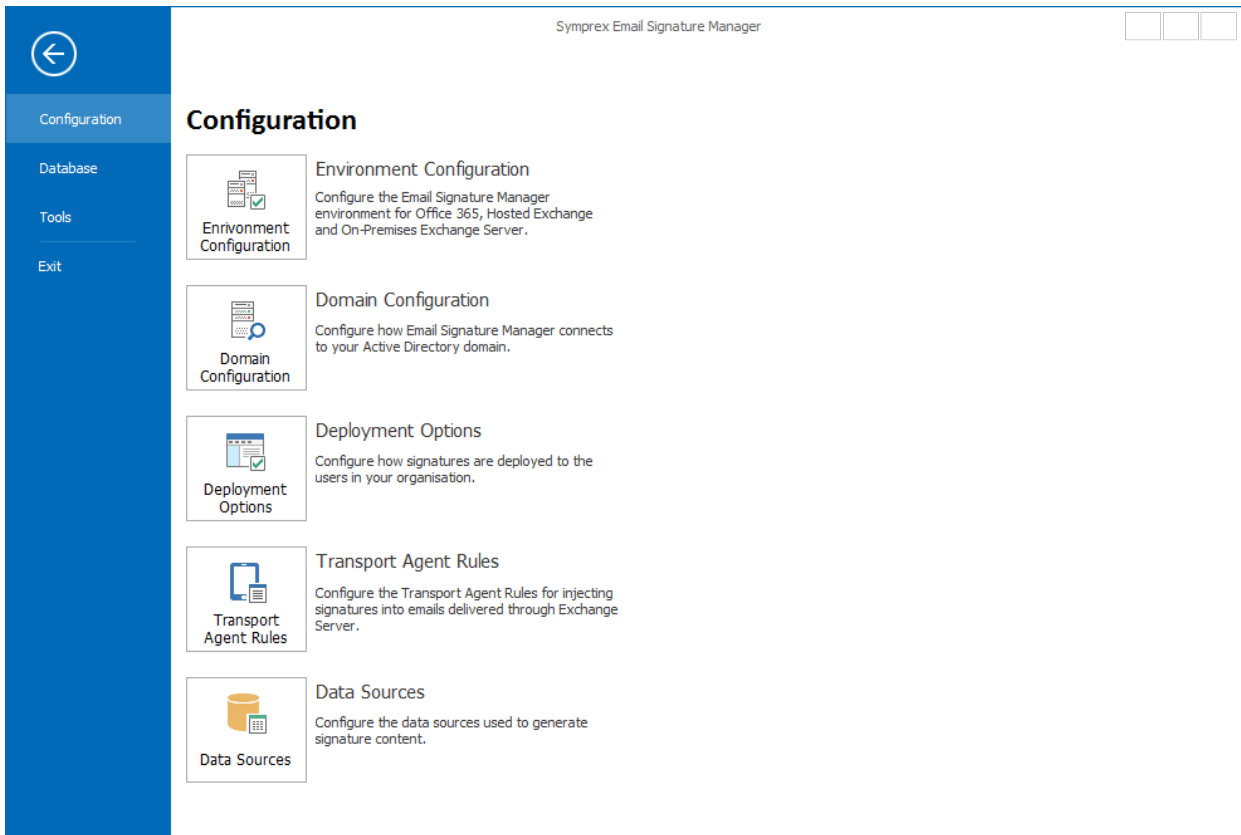 Symprex Email Signature Manager
Configuration
Database
Tools
Exit
Configuration
Enrivonment
Configuration
Environment Configuration
Configure the Email Signature Manager
environment for Office 365, Hosted Exchange
and On-Premises Exchange Server.
Domain
Configuration
Domain Configuration
Configure how Email Signature Manager connects
to your Active Directory domain.
Deployment
Options
Deployment Options
Configure how signatures are deployed to the
users in your organisation.
Transport
Agent Rules
Transport Agent Rules
Configure the Transport Agent Rules for injecting
signatures into emails delivered through Exchange
Server.
Data Sources
Data Sources
Configure the data sources used to generate
signature content.